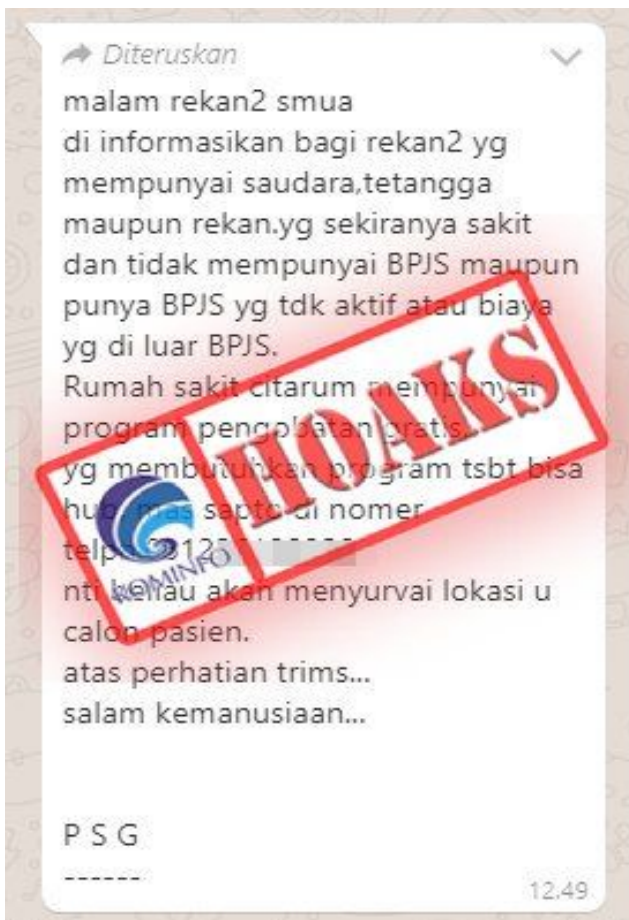 Diteruskan
malam rekan2 smua
di informasikan bagi rekan2 yg
mempunyai saudara,tetangga
maupun rekan.yg sekiranya sakit
dan tidak mempunyai BPJS maupun
punya BPJS yg tdk aktif atau biaya
yg di luar BPJS.
Rumah sakit citarum mempunyai
program pengobatan gratis
yg membutuhkan program tsbt bisa
mas sapto di nomer
HOAKS
KOMINFO
nti beliau akan menyurvai lokasi u
calon pasien.
atas perhatian trims...
salam kemanusiaan...
P S G
------
12.49